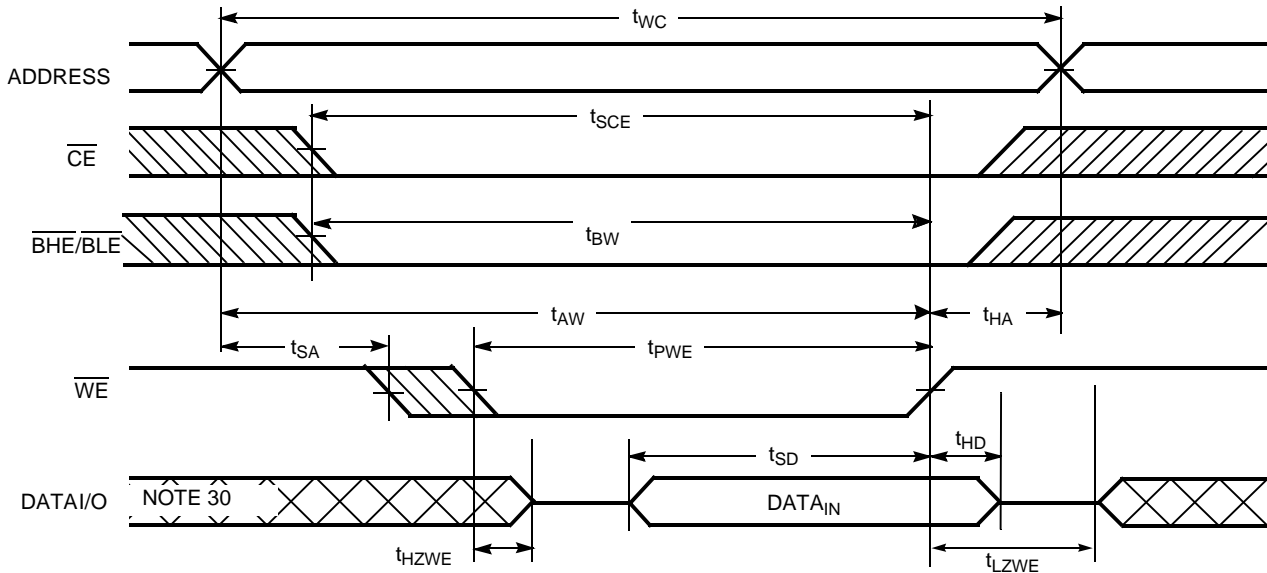 tWC
ADDRESS
tSCE
CE
tBW
BHE/BLE
tAW
tHA
tSA
tPWE
WE
tHD
tSD
DATAI/O
NOTE 30
DATAIN
tHZWE
tLZWE